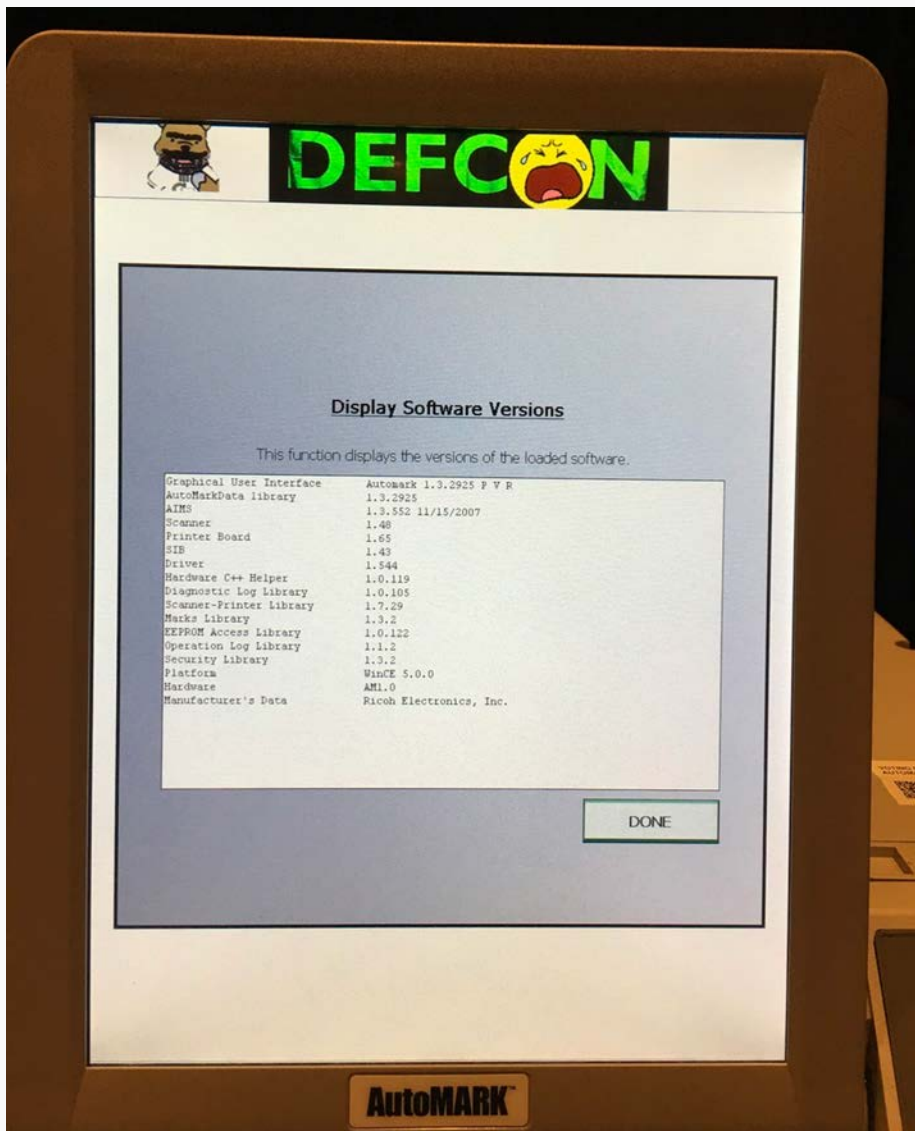 DEFCON
Display Software Versions
This function displays the versions of the loaded software.
Graphical User Interface Automark 1.3.2925 P V R
AutoMarkData library 1.3.2925
AIMS 1.3.552 11/15/2007
Scanner 1.48
Printer Board 1.65
SIB 1.43
Driver 1.544
Hardware C++ Helper 1.0.119
Diagnostic Log Library 1.0.105
Scanner-Printer Library 1.7.29
Marks Library 1.3.2
EEPROM Access Library 1.0.122
Operation Log Library 1.1.2
Security Library 1.3.2
Platform WinCE 5.0.0
Hardware AM1.0
Manufacturer's Data Ricoh Electronics, Inc.
DONE
AutoMARK™